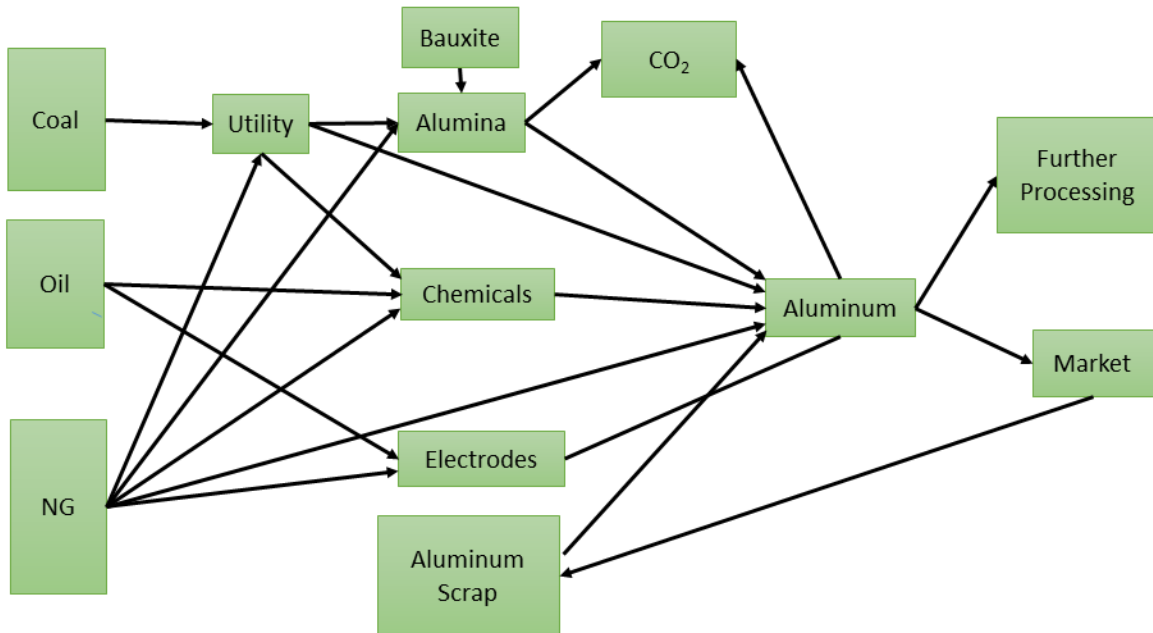 Bauxite
CO₂
Coal
Utility
Alumina
Further
Processing
Oil
Chemicals
Aluminum
Market
Electrodes
NG
Aluminum
Scrap